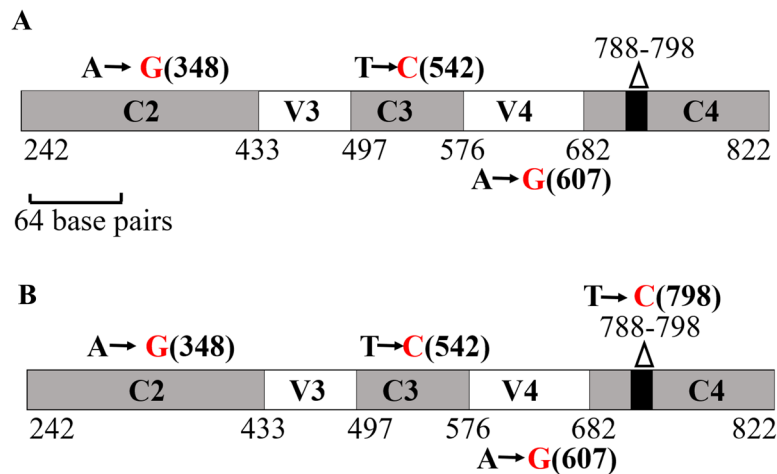 A
788-798
A→ G(348) T→C(542) Δ
C2 V3 C3 V4 C4
242 433 497 576 682 822
A→G(607)
64 base pairs
B
T→ C(798)
788-798
A→ G(348) T→C(542) Δ
C2 V3 C3 V4 C4
242 433 497 576 682 822
A→G(607)